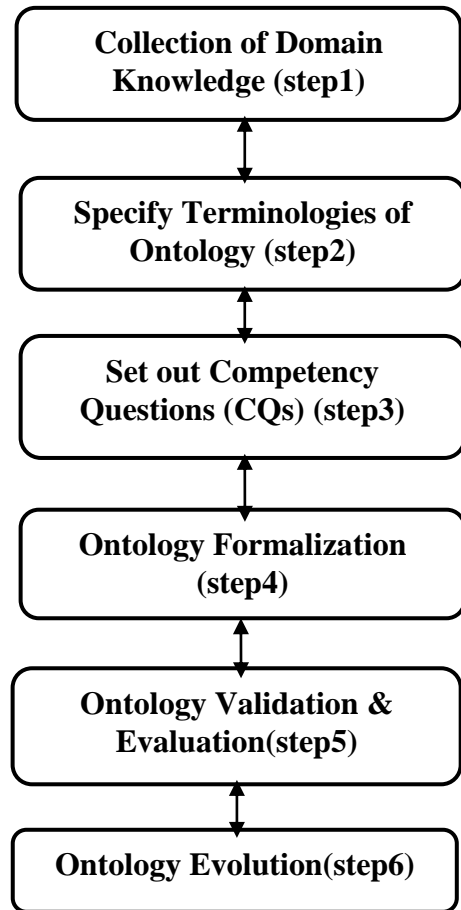 Collection of Domain
Knowledge (step1)
Specify Terminologies of
Ontology (step2)
Set out Competency
Questions (CQs) (step3)
Ontology Formalization
(step4)
Ontology Validation &
Evaluation(step5)
Ontology Evolution(step6)